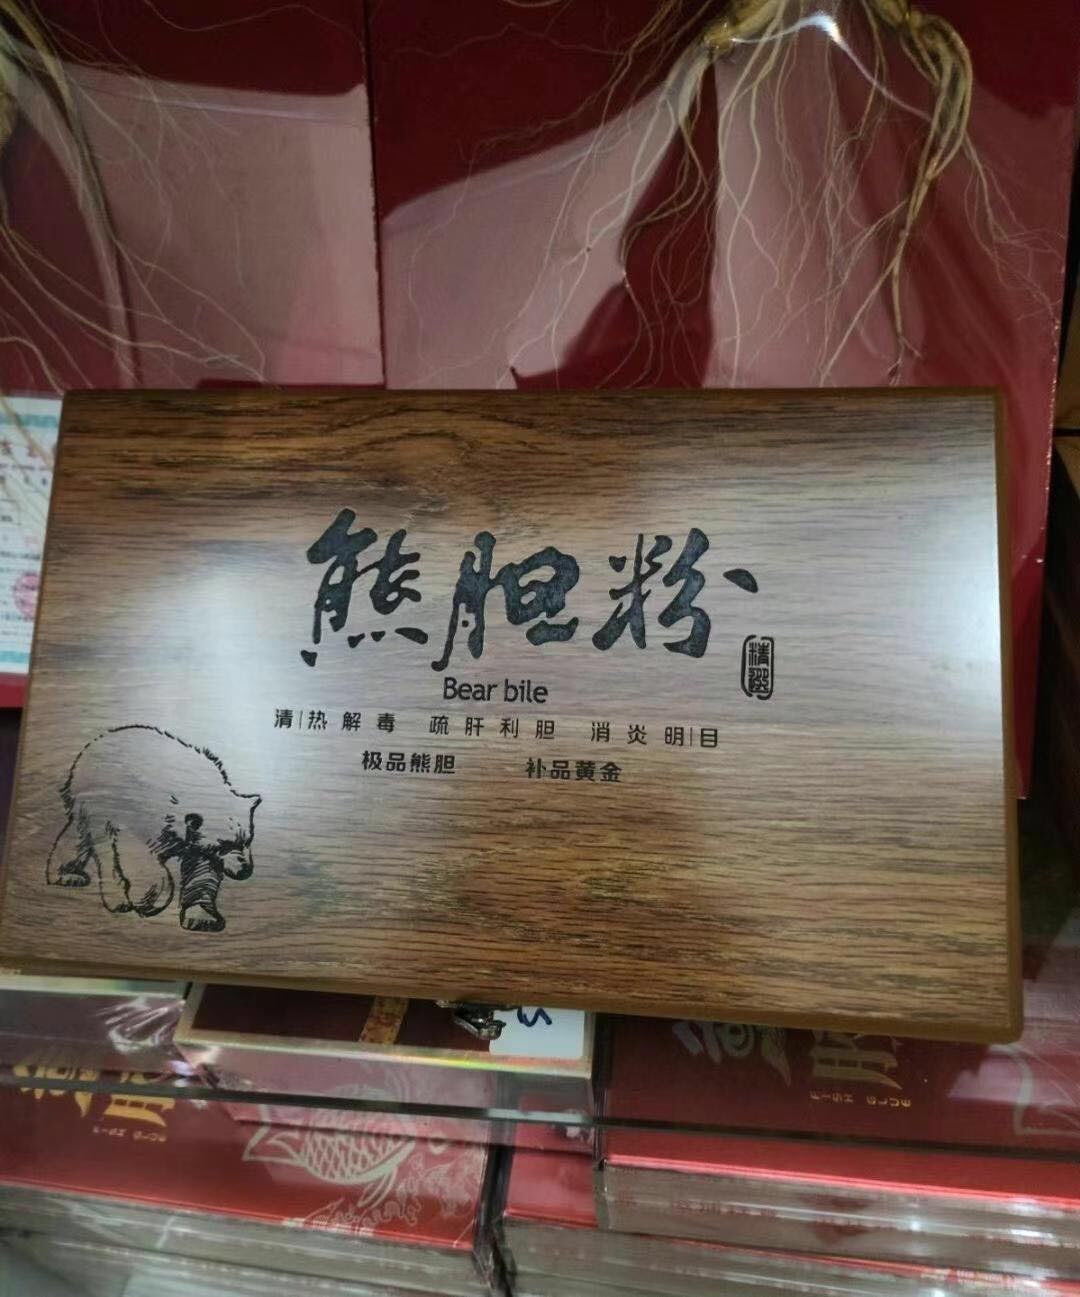 熊胆粉
精選
Bear bile
清热解毒 疏肝利胆 消炎明目
极品熊胆 补品黄金